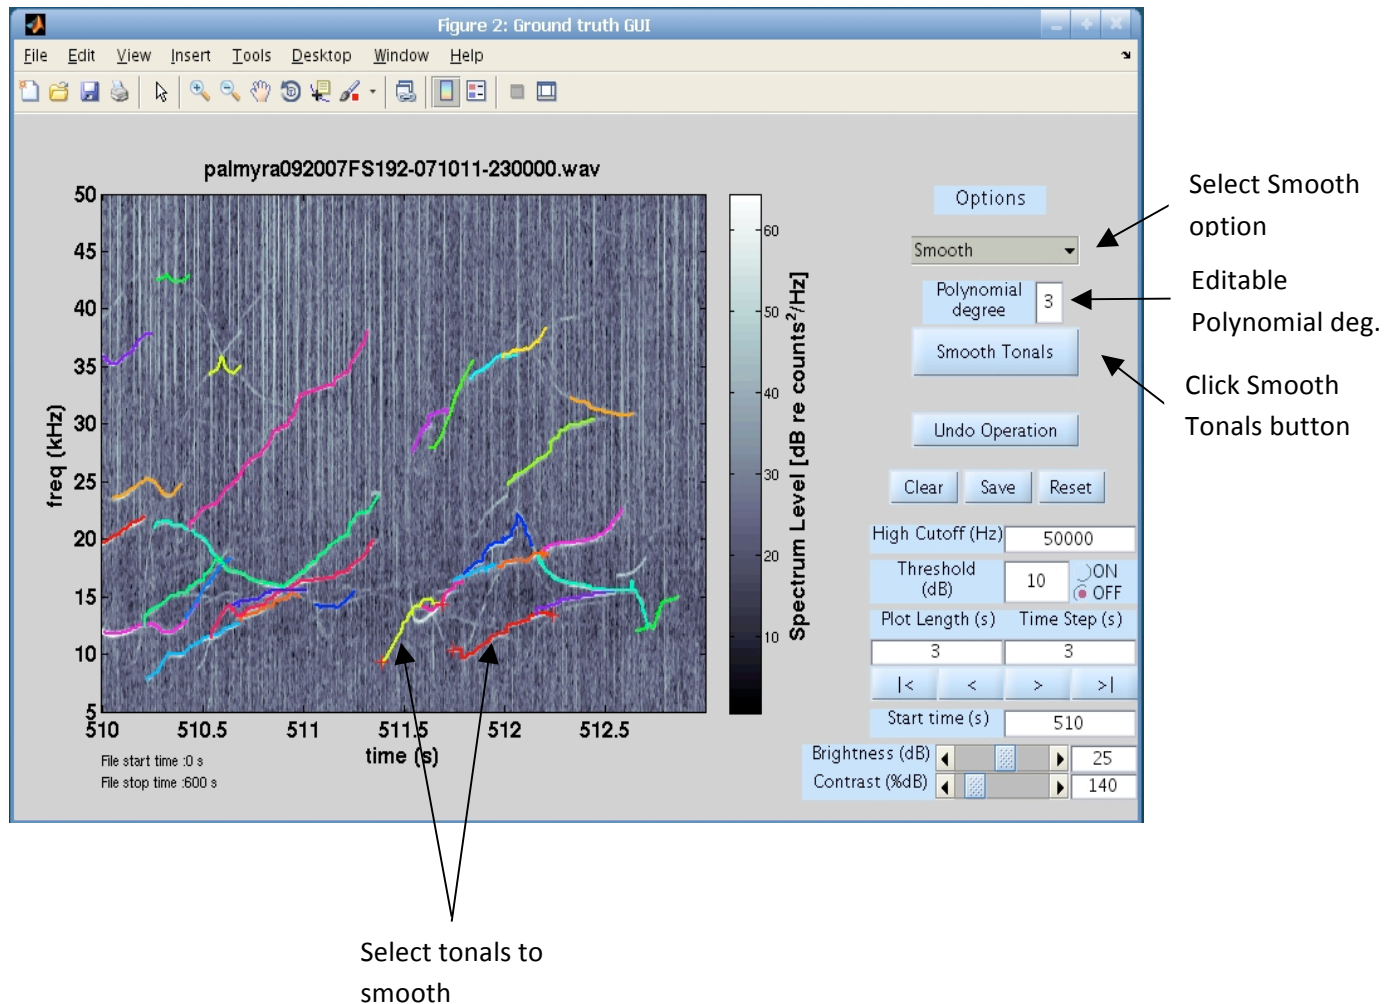 Figure 2: Ground truth GUI
File Edit View Insert Tools Desktop Window Help
palmyra092007FS192-071011-230000.wav
50
45
40
35
30
25
20
15
10
5
freq (kHz)
510 510.5 511 511.5 512 512.5
time (s)
File start time :0 s
File stop time :600 s
60
50
40
30
20
10
Spectrum Level [dB re counts²/Hz]
Options
Smooth
Polynomial
degree
3
Smooth Tonals
Undo Operation
Clear Save Reset
High Cutoff (Hz) 50000
Threshold
(dB)
10
ON
OFF
Plot Length (s) Time Step (s)
3 3
|< < > >|
Start time (s) 510
Brightness (dB) 25
Contrast (%dB) 140
Select Smooth
option
Editable
Polynomial deg.
Click Smooth
Tonals button
Select tonals to
smooth